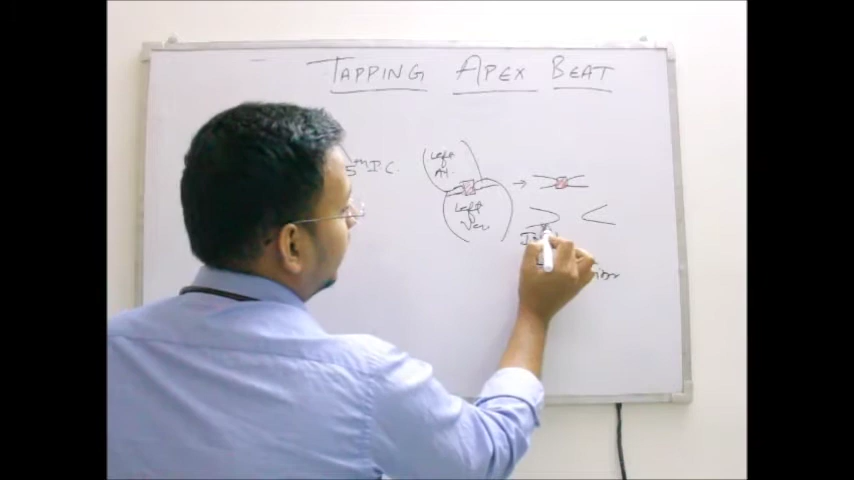 TAPPING APEX BEAT
5th I.C.
Left
At.
Left
Ven.